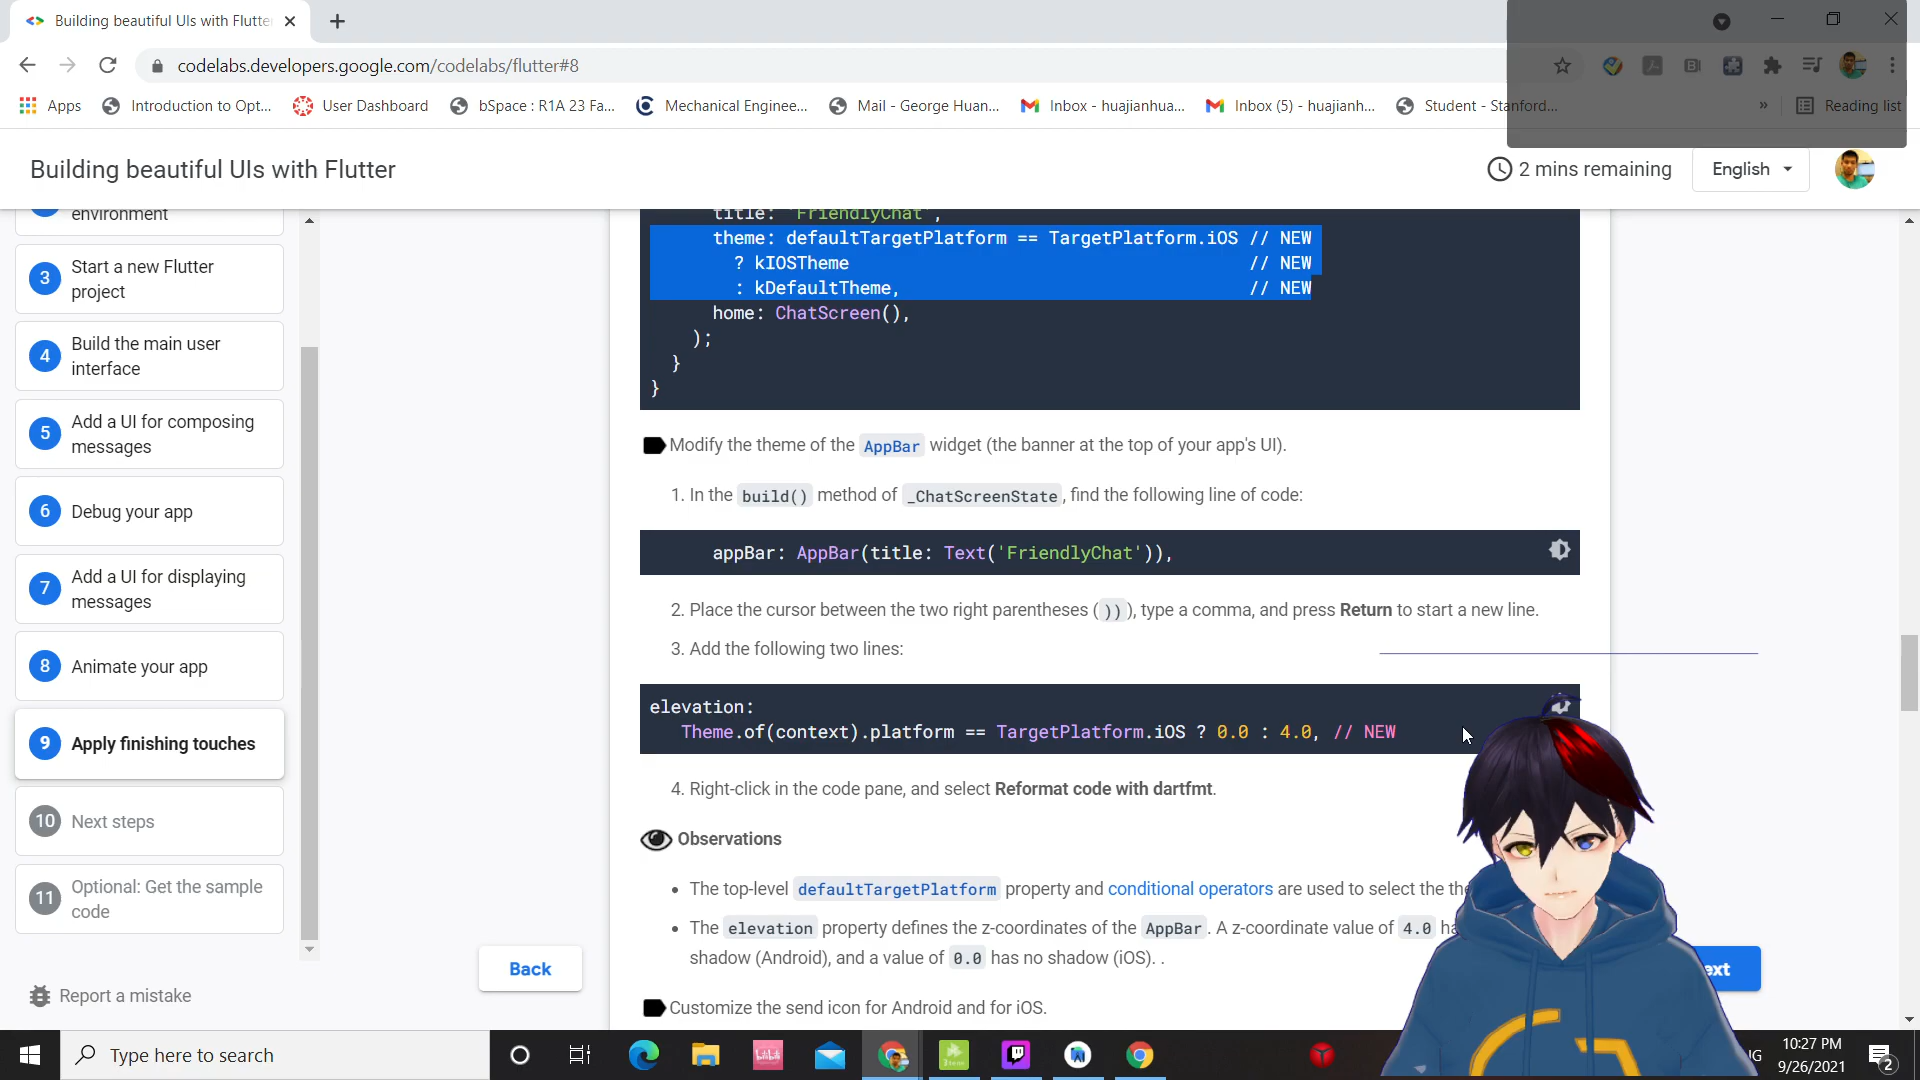 Building beautiful UIs with Flutte
codelabs.developers.google.com/codelabs/flutter#8
Apps
Introduction to Opt...
User Dashboard
bSpace : R1A 23 Fa...
Mechanical Enginee...
Mail - George Huan...
Inbox - huajianhua...
Inbox (5) - huajianh...
Student - Stanford...
»
Reading list
Building beautiful UIs with Flutter
2 mins remaining
English
environment
3 Start a new Flutter
project
4 Build the main user
interface
5 Add a UI for composing
messages
6 Debug your app
7 Add a UI for displaying
messages
8 Animate your app
9 Apply finishing touches
10 Next steps
11 Optional: Get the sample
code
Report a mistake
title: 'FriendlyChat',
theme: defaultTargetPlatform == TargetPlatform.iOS // NEW
? kIOSTheme // NEW
: kDefaultTheme, // NEW
home: ChatScreen(),
);
}
}
Modify the theme of the AppBar widget (the banner at the top of your app's UI).
1. In the build() method of _ChatScreenState, find the following line of code:
appBar: AppBar(title: Text('FriendlyChat')),
2. Place the cursor between the two right parentheses ( )) ), type a comma, and press Return to start a new line.
3. Add the following two lines:
elevation:
Theme.of(context).platform == TargetPlatform.iOS ? 0.0 : 4.0, // NEW
4. Right-click in the code pane, and select Reformat code with dartfmt.
Observations
• The top-level defaultTargetPlatform property and conditional operators are used to select the the
• The elevation property defines the z-coordinates of the AppBar. A z-coordinate value of 4.0 ha
shadow (Android), and a value of 0.0 has no shadow (iOS). .
Customize the send icon for Android and for iOS.
Back
ext
Type here to search
10:27 PM
9/26/2021
2